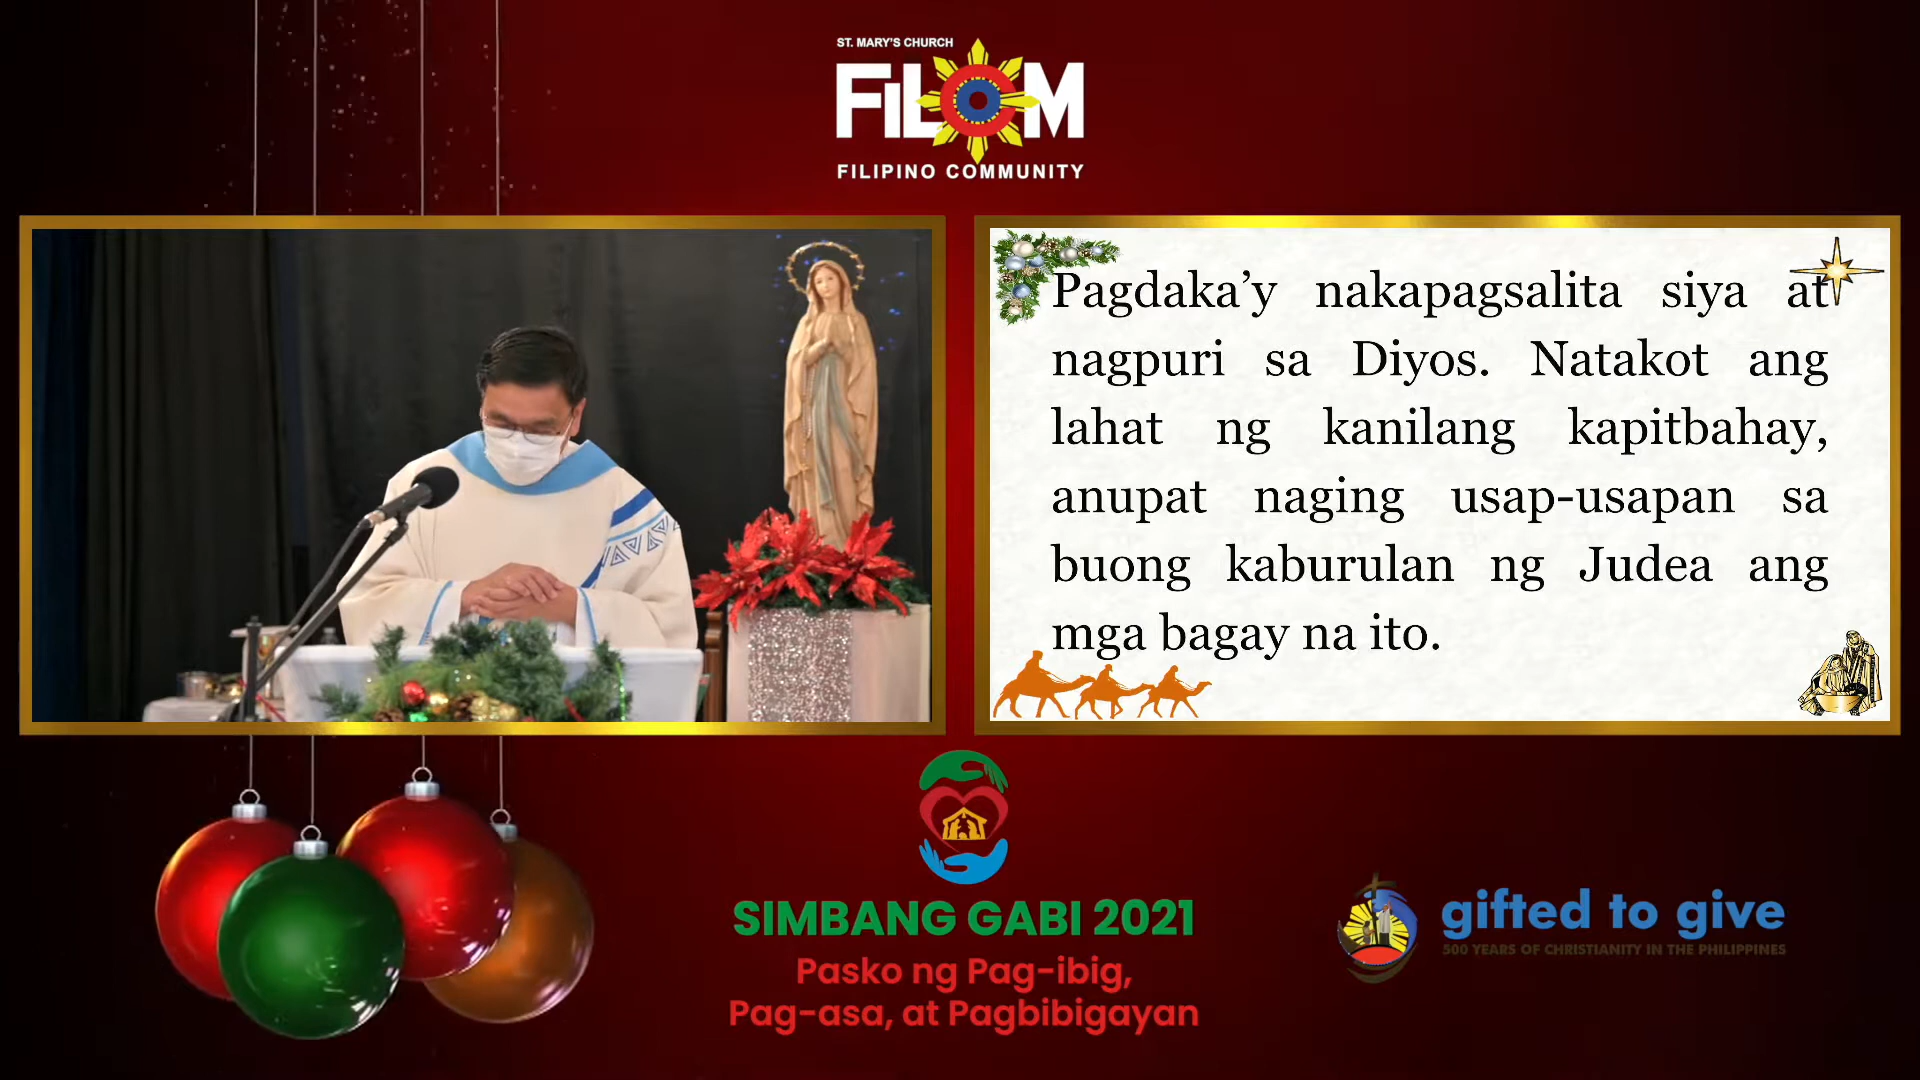 ST. MARY'S CHURCH
FILCOM
FILIPINO COMMUNITY
Pagdaka’y nakapagsalita siya at
nagpuri sa Diyos. Natakot ang
lahat ng kanilang kapitbahay,
anupat naging usap-usapan sa
buong kaburulan ng Judea ang
mga bagay na ito.
SIMBANG GABI 2021
Pasko ng Pag-ibig,
Pag-asa, at Pagbibigayan
gifted to give
500 YEARS OF CHRISTIANITY IN THE PHILIPPINES